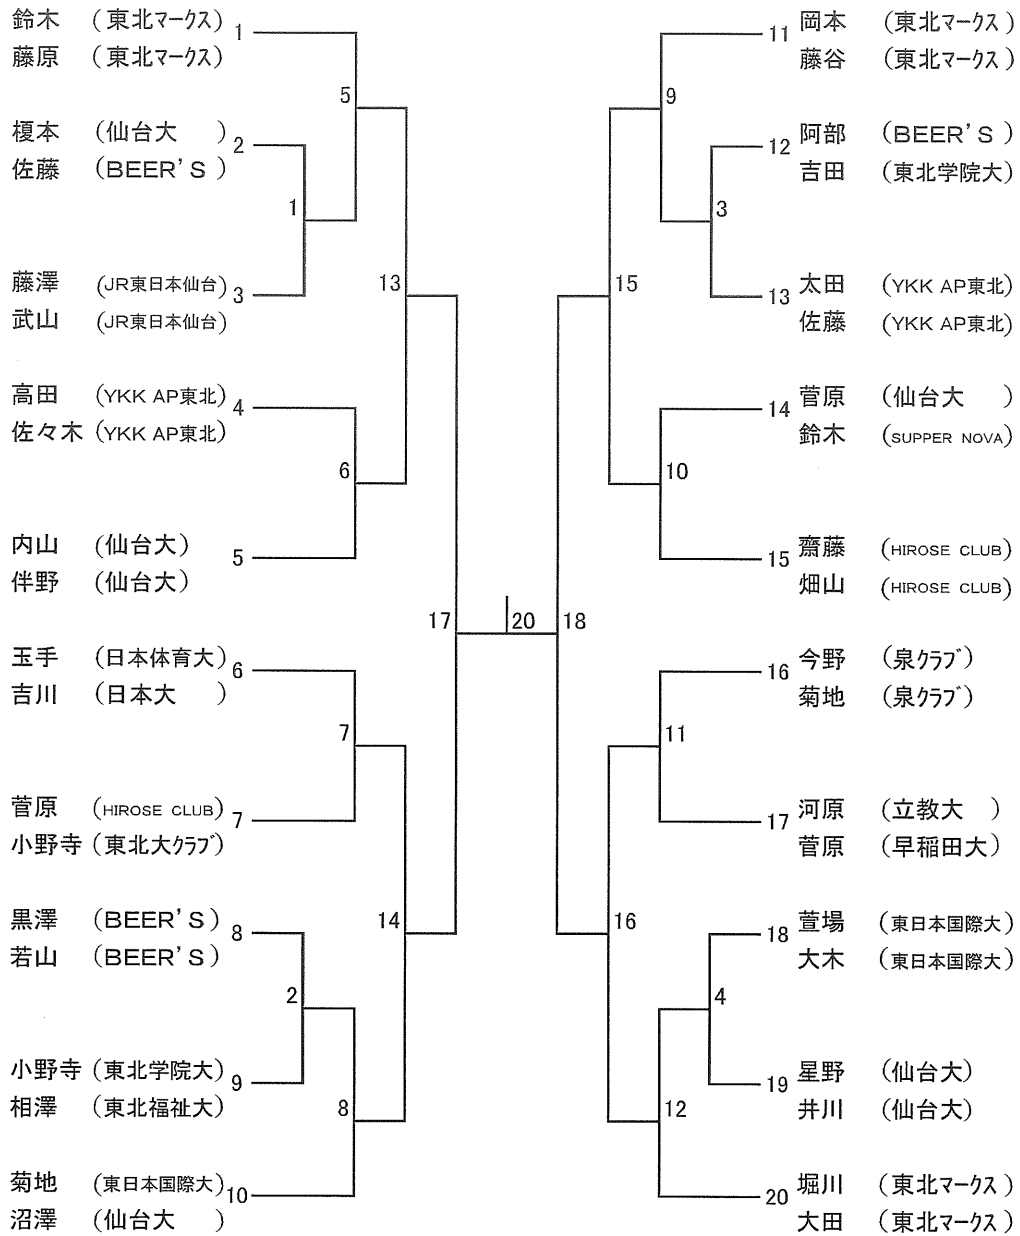 鈴木 (東北マークス) 1
藤原 (東北マークス)
5
榎本 (仙台大 ) 2
佐藤 (BEER'S )
1
藤澤 (JR東日本仙台) 3
武山 (JR東日本仙台)
13
高田 (YKK AP東北) 4
佐々木 (YKK AP東北)
6
内山 (仙台大) 5
伴野 (仙台大)
17
玉手 (日本体育大) 6
吉川 (日本大 )
7
菅原 (HIROSE CLUB) 7
小野寺 (東北大クラブ)
14
黒澤 (BEER'S ) 8
若山 (BEER'S )
2
小野寺 (東北学院大) 9
相澤 (東北福祉大)
8
菊地 (東日本国際大) 10
沼澤 (仙台大 )
20
11 岡本 (東北マークス)
藤谷 (東北マークス)
9
12 阿部 (BEER'S )
吉田 (東北学院大)
3
13 太田 (YKK AP東北)
佐藤 (YKK AP東北)
15
14 菅原 (仙台大 )
鈴木 (SUPPER NOVA)
10
15 齋藤 (HIROSE CLUB)
畑山 (HIROSE CLUB)
18
16 今野 (泉クラブ)
菊地 (泉クラブ)
11
17 河原 (立教大 )
菅原 (早稲田大)
16
18 萱場 (東日本国際大)
大木 (東日本国際大)
4
19 星野 (仙台大)
井川 (仙台大)
12
20 堀川 (東北マークス)
大田 (東北マークス)